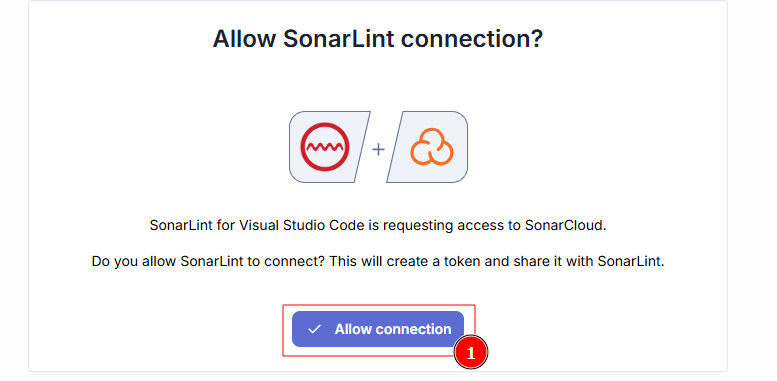 Allow SonarLint connection?
+
SonarLint for Visual Studio Code is requesting access to SonarCloud.
Do you allow SonarLint to connect? This will create a token and share it with SonarLint.
Allow connection
1